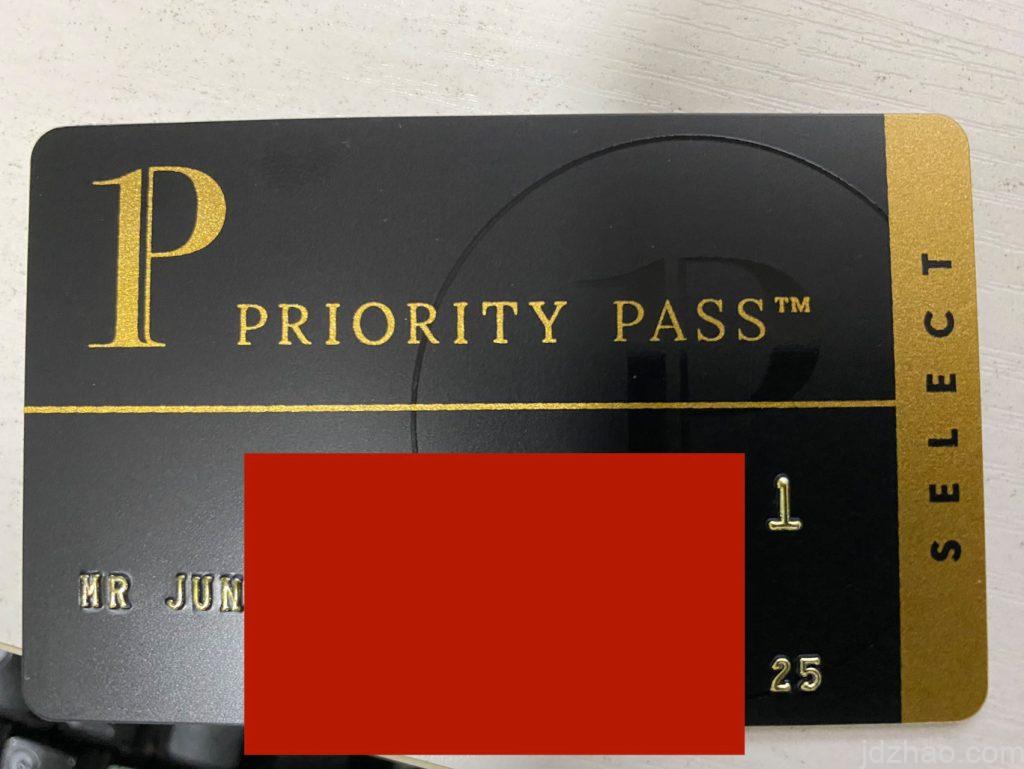 P
PRIORITY PASS™
SELECT
1
MR JUN
25
jdzhao.com